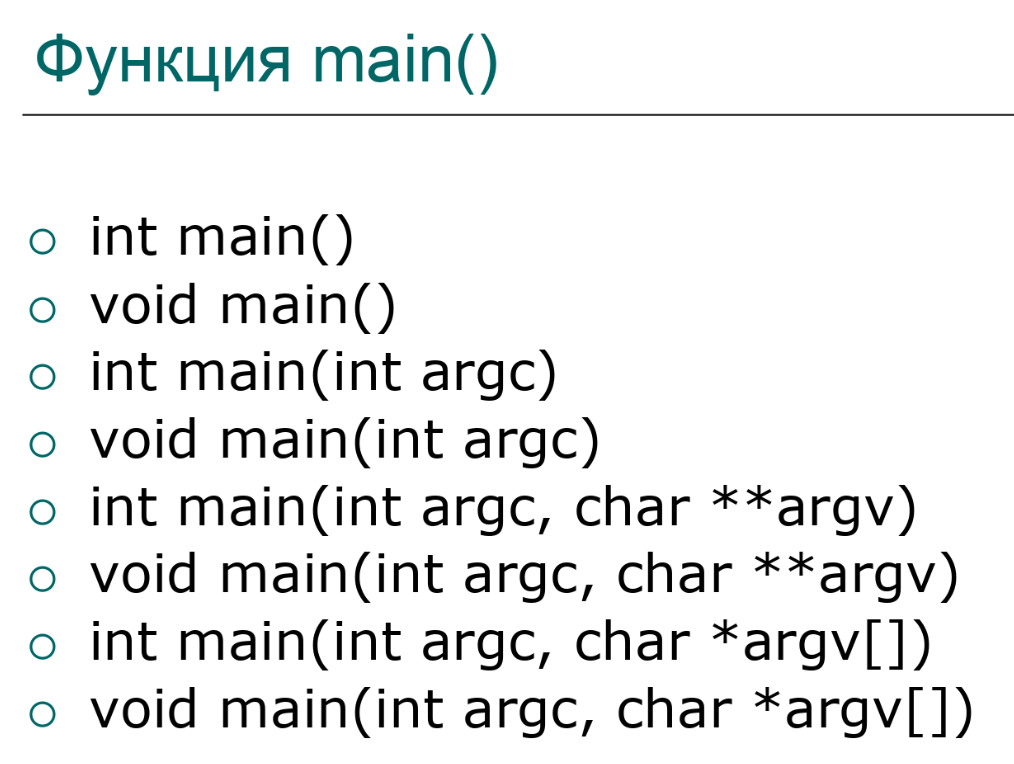 Функция main()
int main()
void main()
int main(int argc)
void main(int argc)
int main(int argc, char **argv)
void main(int argc, char **argv)
int main(int argc, char *argv[])
void main(int argc, char *argv[])